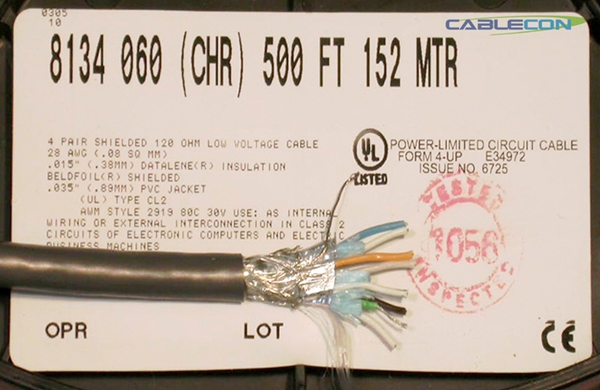 0305
10
CABLECON
8134 060 (CHR) 500 FT 152 MTR
4 PAIR SHIELDED 120 OHM LOW VOLTAGE CABLE
28 AWG (.08 SQ MM)
.015" (.38MM) DATALENE(R) INSULATION
BELDFOIL(R) SHIELDED
.035" (.89MM) PVC JACKET
(UL) TYPE CL2
AWM STYLE 2919 80C 30V USE: AS INTERNAL
WIRING OR EXTERNAL INTERCONNECTION IN CLASS 2
CIRCUITS OF ELECTRONIC COMPUTERS AND ELECTRIC
BUSINESS MACHINES
UL
LISTED
POWER-LIMITED CIRCUIT CABLE
FORM 4-UP E34972
ISSUE NO. 6725
TESTED
1056
INSPECTED
OPR LOT
CE